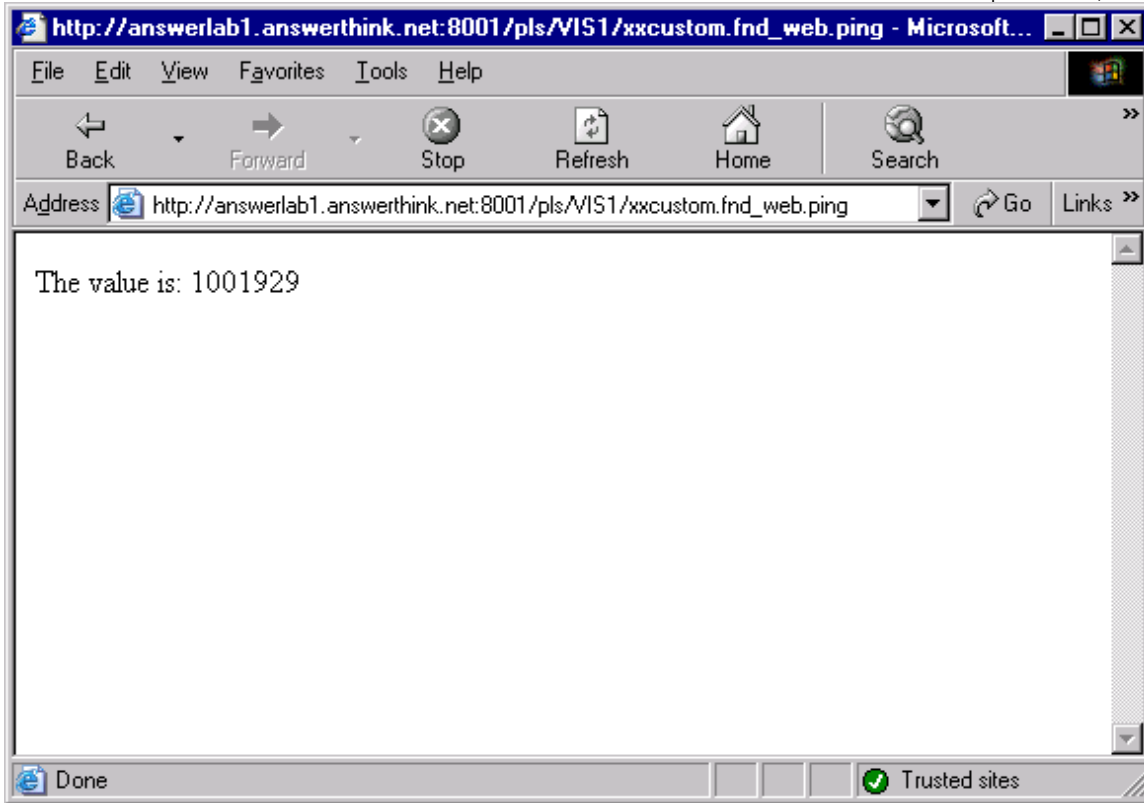 http://answerlab1.answerthink.net:8001/pls/VIS1/xxcustom.fnd_web.ping - Microsoft...
File Edit View Favorites Tools Help
Back Forward Stop Refresh Home Search »
Address http://answerlab1.answerthink.net:8001/pls/VIS1/xxcustom.fnd_web.ping Go Links »
The value is: 1001929
Done Trusted sites